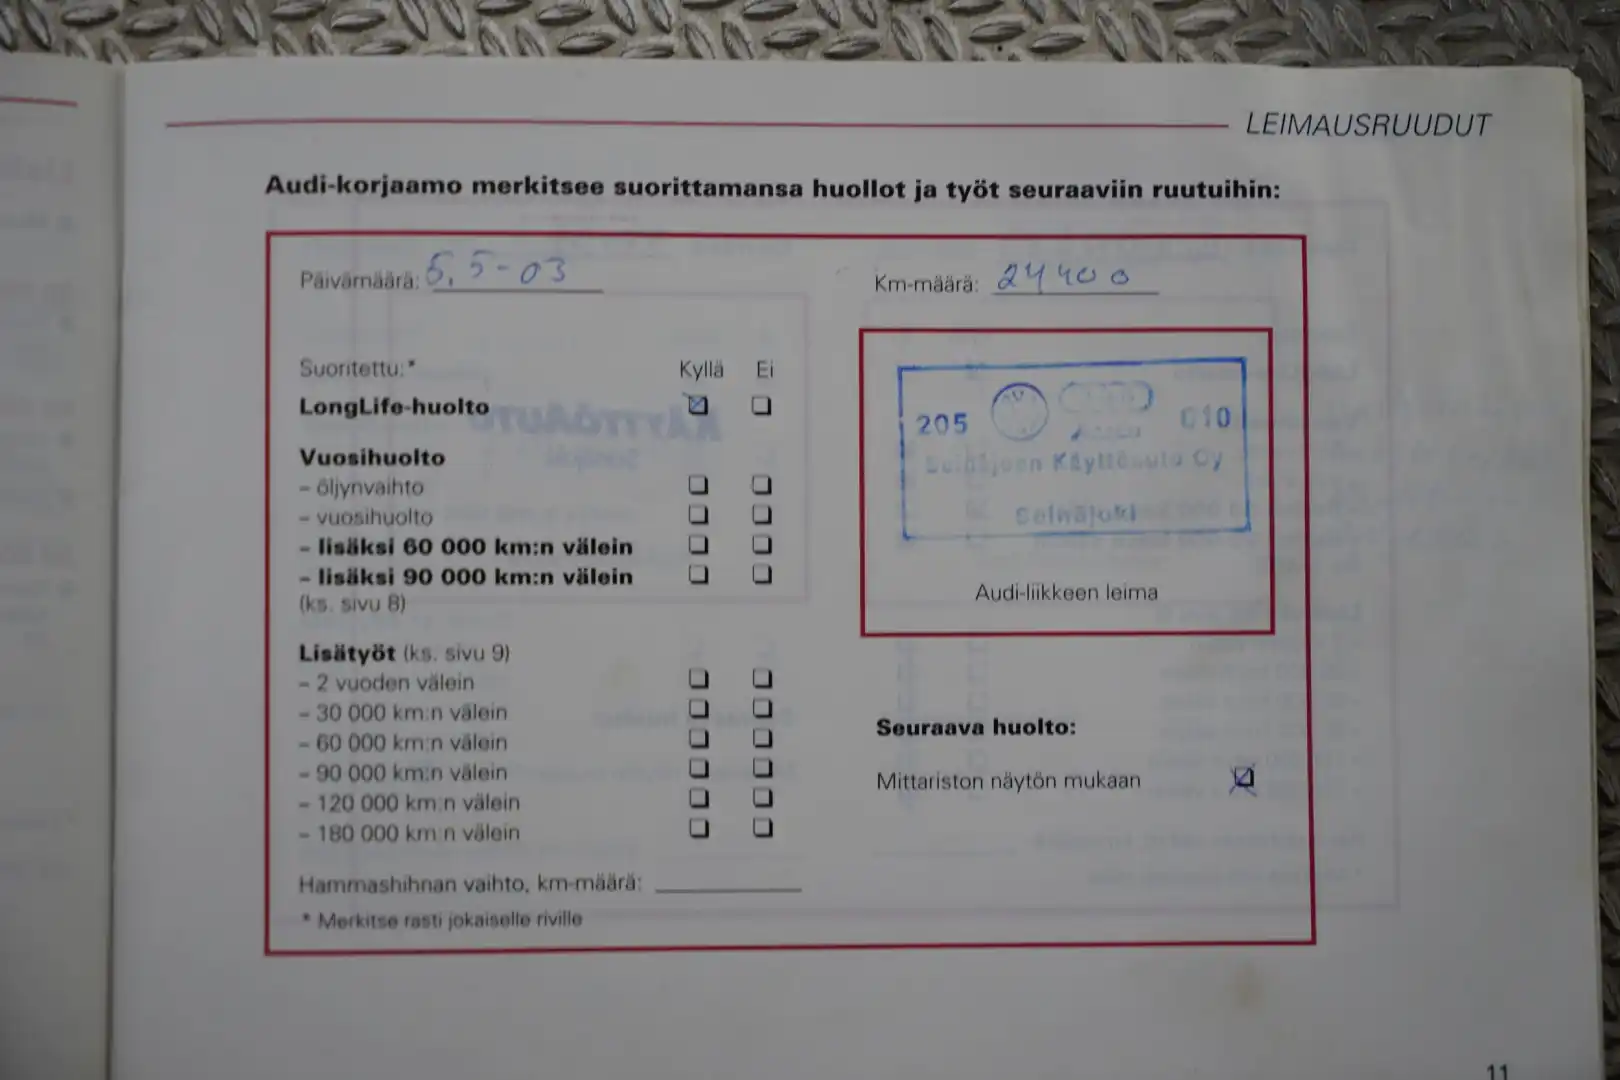 LEIMAUSRUUDUT
Audi-korjaamo merkitsee suorittamansa huollot ja työt seuraaviin ruutuihin:
Päivämäärä: 5.5-03
Km-määrä: 24400
Suoritettu:* Kyllä Ei
LongLife-huolto
Vuosihuolto
- öljynvaihto
- vuosihuolto
- lisäksi 60 000 km:n välein
- lisäksi 90 000 km:n välein
(ks. sivu 8)
Lisätyöt (ks. sivu 9)
- 2 vuoden välein
- 30 000 km:n välein
- 60 000 km:n välein
- 90 000 km:n välein
- 120 000 km:n välein
- 180 000 km:n välein
Hammashihnan vaihto, km-määrä:
* Merkitse rasti jokaiselle riville
205 010
Seinäjoen Käyttöauto Oy
Seinäjoki
Audi-liikkeen leima
Seuraava huolto:
Mittariston näytön mukaan
11